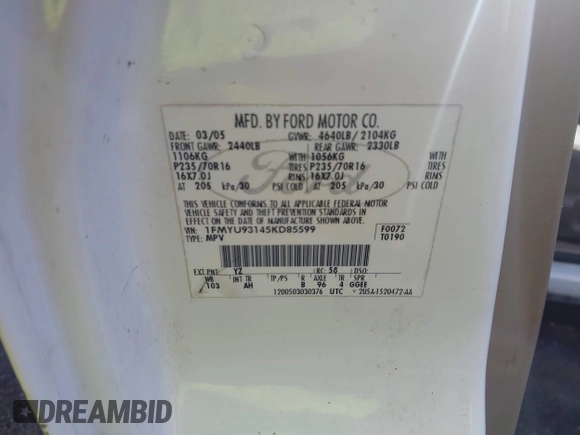 MFD. BY FORD MOTOR CO.
DATE 03/05 GVWR: 4640LB/ 2104KG
FRONT GAWR: 2440LB REAR GAWR: 2330LB
1106KG WITH 1056KG WITH
P235/70R16 TIRES P235/70R16 TIRES
16X7.0J RIMS 16X7.0J RIMS
AT 205 kPa/30 PSI COLD AT 205 kPa/30 PSI COLD
THIS VEHICLE CONFORMS TO ALL APPLICABLE FEDERAL MOTOR
VEHICLE SAFETY AND THEFT PREVENTION STANDARDS IN
EFFECT ON THE DATE OF MANUFACTURE SHOWN ABOVE.
VIN: 1FMYU93145KD85599 F0072
TYPE: MPV T0190
EXT PNT: YZ RC: 58 DSO:
WB INT TR TP/PS R AXLE TR SPR
103 AH B 96 4 GGEE
1200503030376 UTC 2U5A-1520472-AA
Ford
DREAMBID